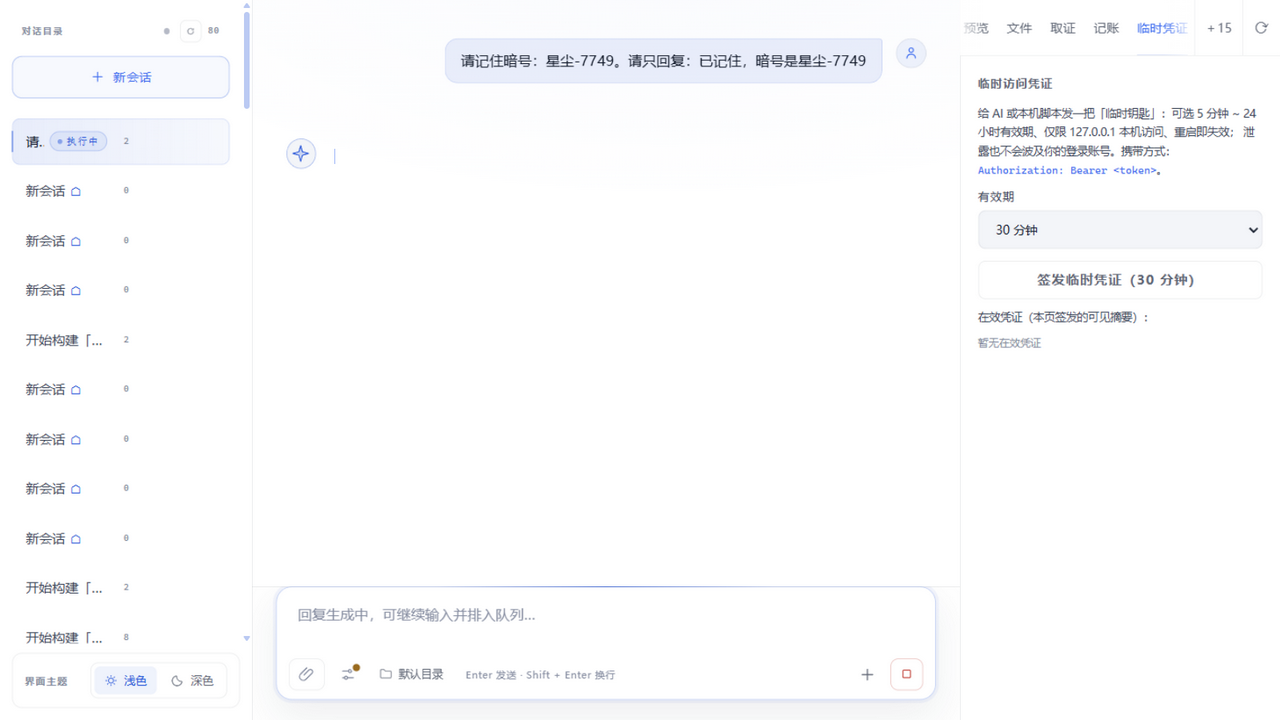 对话目录
80
新会话
请.. 执行中 2
新会话 0
新会话 0
新会话 0
开始构建「... 2
新会话 0
新会话 0
新会话 0
新会话 0
开始构建「... 2
开始构建「... 8
界面主题 浅色 深色
请记住暗号：星尘-7749。请只回复：已记住，暗号是星尘-7749
回复生成中，可继续输入并排入队列...
默认目录 Enter 发送 · Shift + Enter 换行
预览 文件 取证 记账 临时凭证 +15
临时访问凭证
给 AI 或本机脚本发一把「临时钥匙」：可选 5 分钟 ~ 24
小时有效期、仅限 127.0.0.1 本机访问、重启即失效； 泄
露也不会波及你的登录账号。携带方式：
Authorization: Bearer <token>。
有效期
30 分钟
签发临时凭证（30 分钟）
在效凭证（本页签发的可见摘要）：
暂无在效凭证